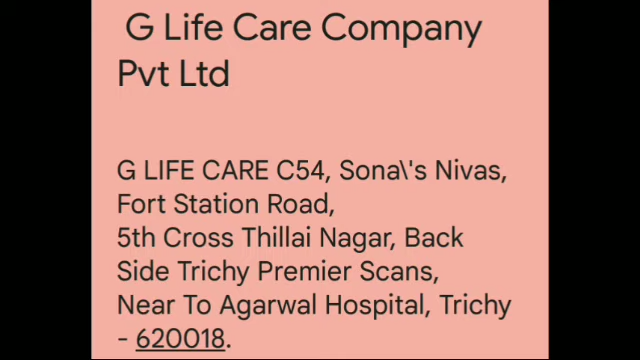 G Life Care Company
Pvt Ltd
G LIFE CARE C54, Sona\'s Nivas,
Fort Station Road,
5th Cross Thillai Nagar, Back
Side Trichy Premier Scans,
Near To Agarwal Hospital, Trichy
- 620018.